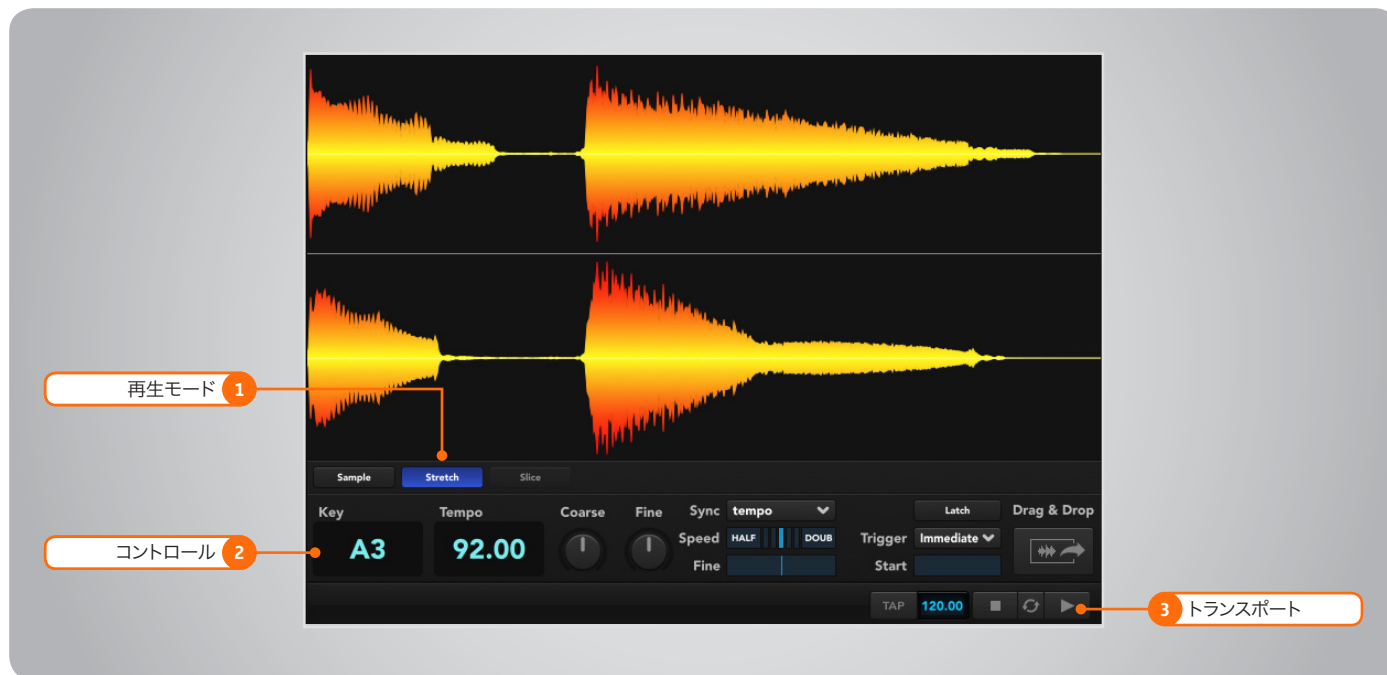 再生モード 1
Sample Stretch Slice
Key Tempo Coarse Fine Sync tempo Latch Drag & Drop
A3 92.00 Speed HALF DOUB Trigger Immediate
コントロール 2
Fine Start
TAP 120.00
3 トランスポート